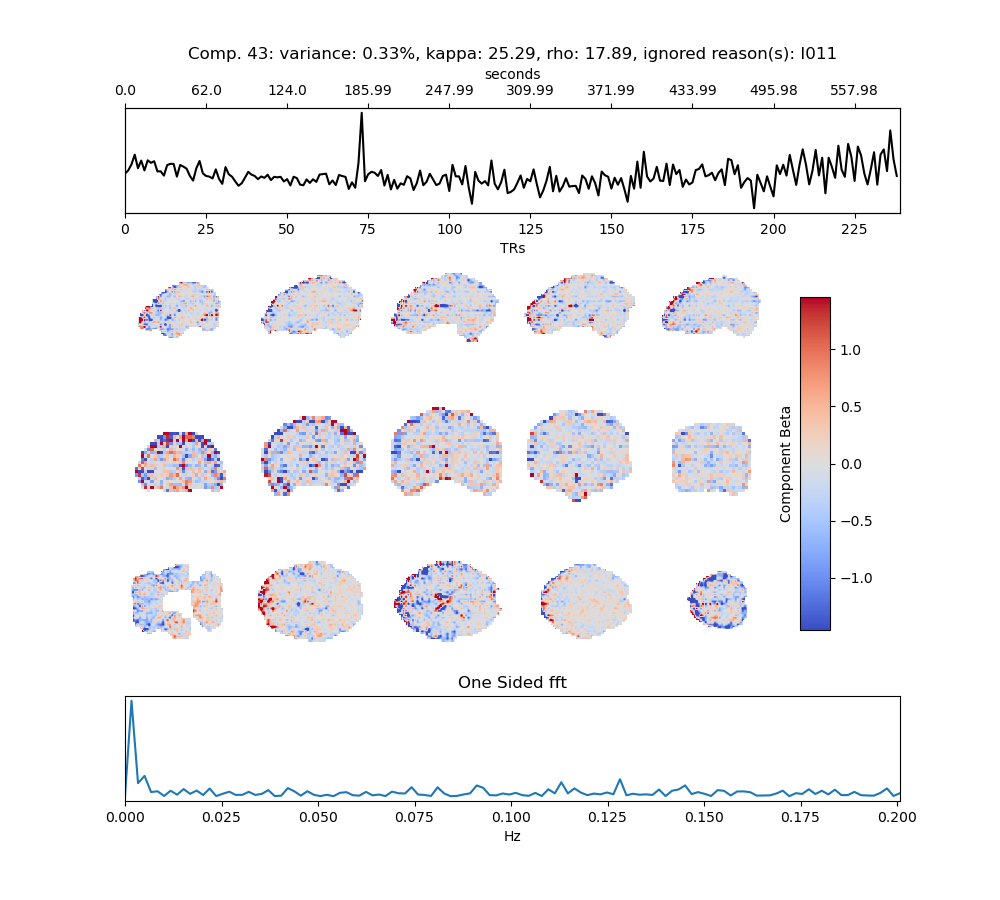 Comp. 43: variance: 0.33%, kappa: 25.29, rho: 17.89, ignored reason(s): I011
seconds
0.0 62.0 124.0 185.99 247.99 309.99 371.99 433.99 495.98 557.98
0 25 50 75 100 125 150 175 200 225
TRs
1.0
0.5
0.0
−0.5
−1.0
Component Beta
One Sided fft
0.000 0.025 0.050 0.075 0.100 0.125 0.150 0.175 0.200
Hz